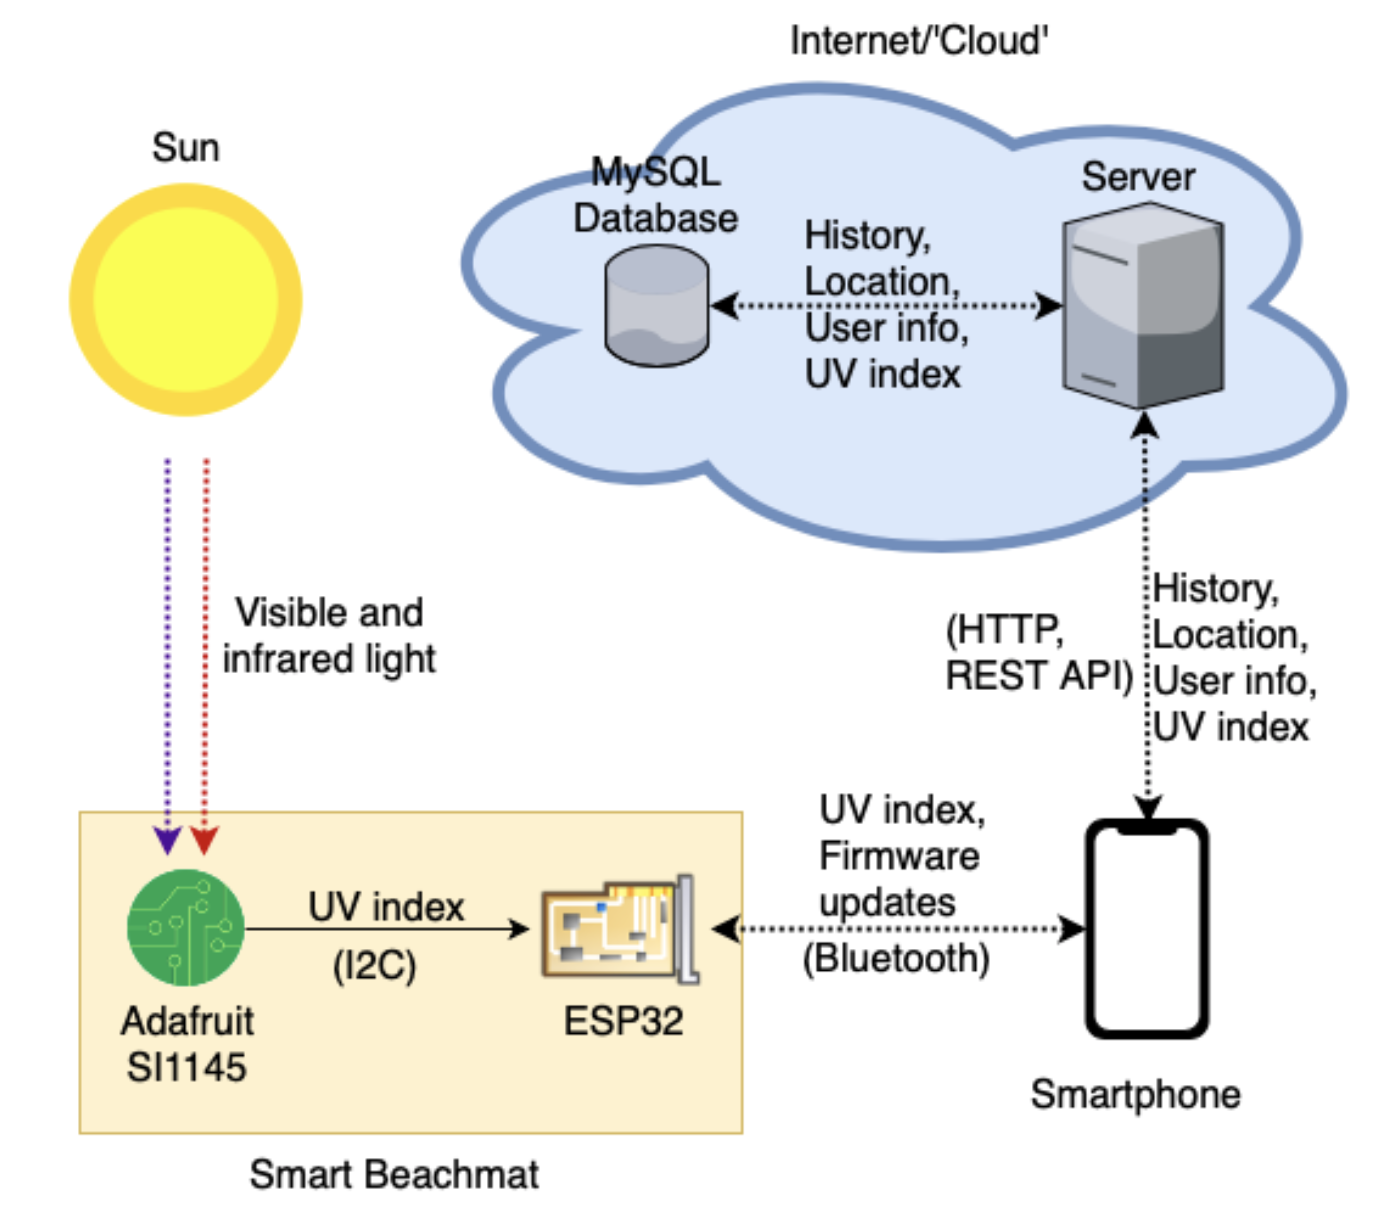 Internet/'Cloud'
Sun
MySQL
Database
Server
History,
Location,
User info,
UV index
Visible and
infrared light
(HTTP,
REST API)
History,
Location,
User info,
UV index
UV index,
Firmware
updates
(Bluetooth)
UV index
(I2C)
Adafruit
SI1145
ESP32
Smartphone
Smart Beachmat